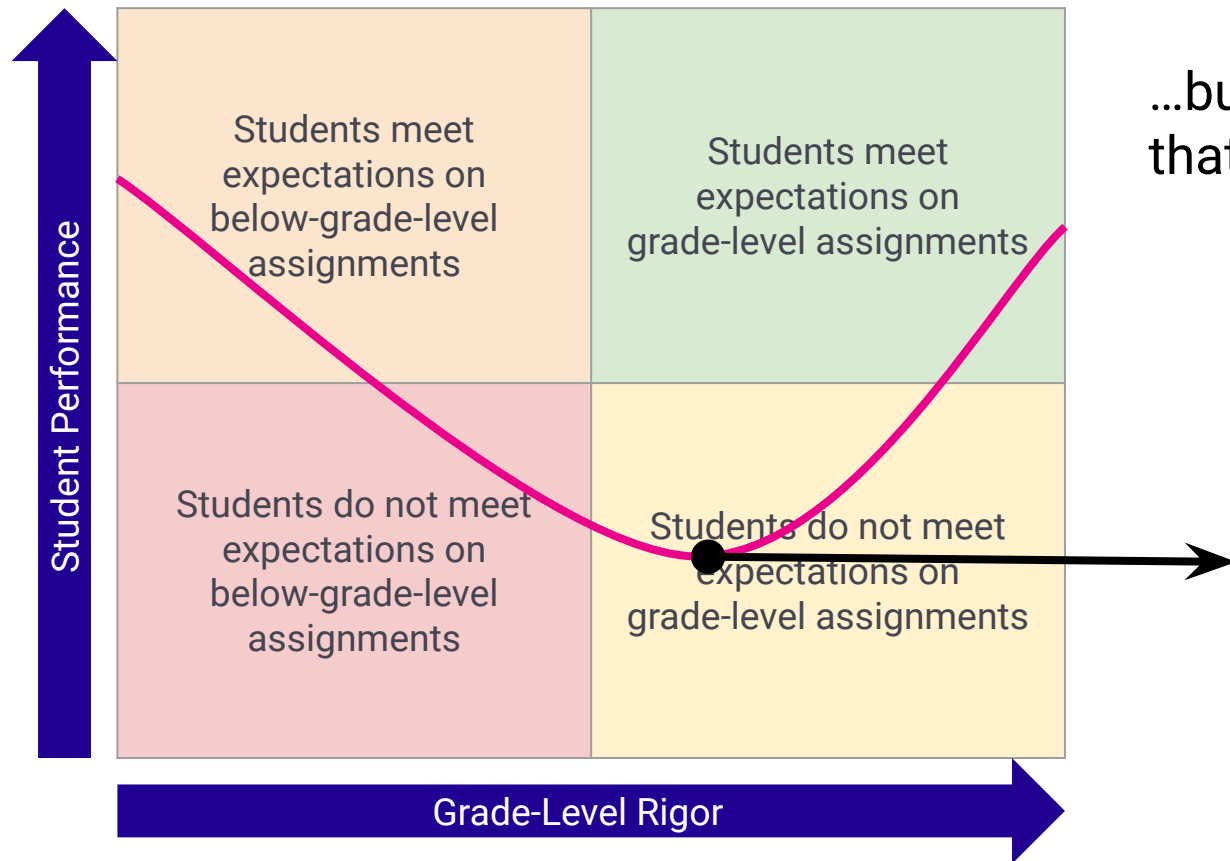 Students meet
expectations on
below-grade-level
assignments
Students meet
expectations on
grade-level assignments
…bu
that
Student Performance
Students do not meet
expectations on
below-grade-level
assignments
Students do not meet
expectations on
grade-level assignments
Grade-Level Rigor